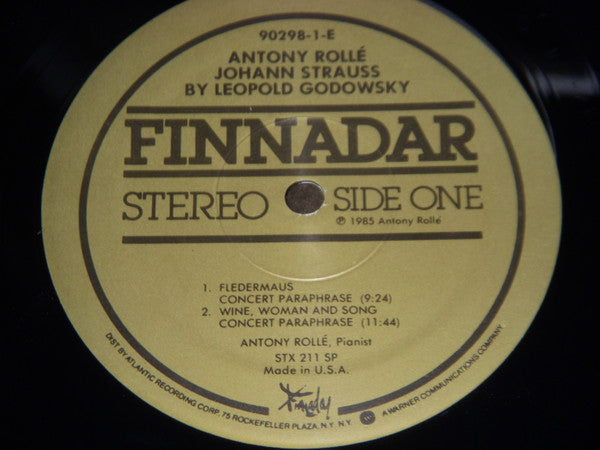 90298-1-E
ANTONY ROLLÉ
JOHANN STRAUSS
BY LEOPOLD GODOWSKY
FINNADAR
STEREO SIDE ONE
℗ 1985 Antony Rollé
1. FLEDERMAUS
CONCERT PARAPHRASE (9:24)
2. WINE, WOMAN AND SONG
CONCERT PARAPHRASE (11:44)
ANTONY ROLLÉ, Pianist
STX 211 SP
Made in U.S.A.
Finnadar
DIST BY ATLANTIC RECORDING CORP. 75 ROCKEFELLER PLAZA, N.Y. N.Y. A WARNER COMMUNICATIONS COMPANY